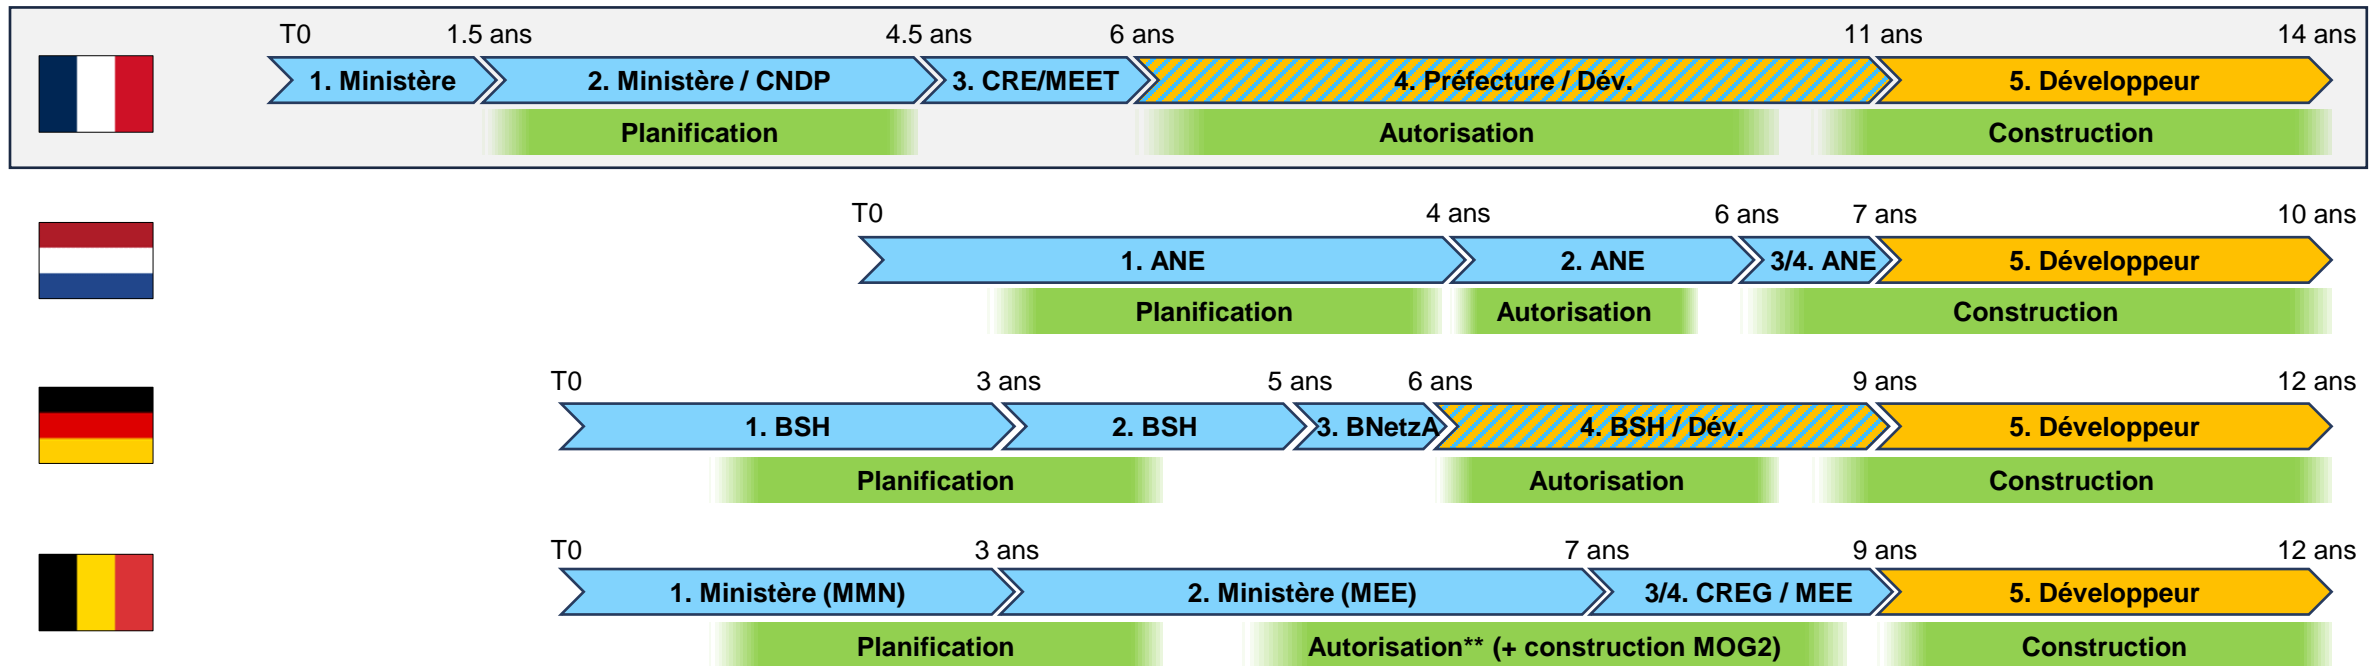 T0 1.5 ans 4.5 ans 6 ans 11 ans 14 ans
1. Ministère 2. Ministère / CNDP 3. CRE/MEET 4. Préfecture / Dév. 5. Développeur
Planification Autorisation Construction
T0 4 ans 6 ans 7 ans 10 ans
1. ANE 2. ANE 3/4. ANE 5. Développeur
Planification Autorisation Construction
T0 3 ans 5 ans 6 ans 9 ans 12 ans
1. BSH 2. BSH 3. BNetzA 4. BSH / Dév. 5. Développeur
Planification Autorisation Construction
T0 3 ans 7 ans 9 ans 12 ans
1. Ministère (MMN) 2. Ministère (MEE) 3/4. CREG / MEE 5. Développeur
Planification Autorisation** (+ construction MOG2) Construction